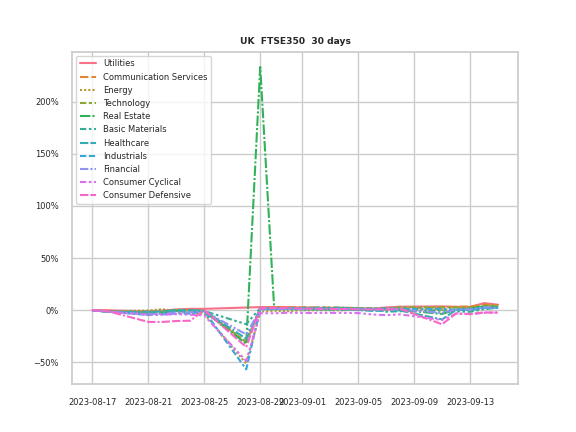 UK FTSE350 30 days
Utilities
Communication Services
Energy
Technology
Real Estate
Basic Materials
Healthcare
Industrials
Financial
Consumer Cyclical
Consumer Defensive
200%
150%
100%
50%
0%
−50%
2023-08-17 2023-08-21 2023-08-25 2023-08-29 2023-09-01 2023-09-05 2023-09-09 2023-09-13